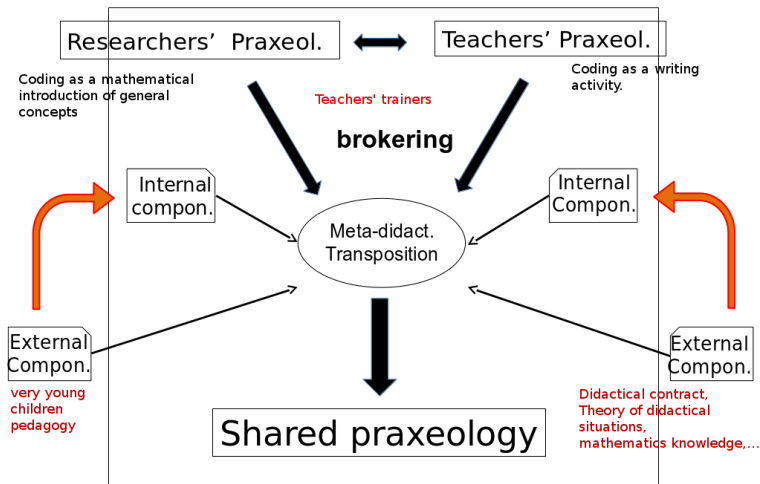 Researchers’ Praxeol.
Teachers’ Praxeol.
Coding as a mathematical
introduction of general
concepts
Coding as a writing
activity.
Teachers' trainers
brokering
Internal
compon.
Internal
Compon.
Meta-didact.
Transposition
External
Compon.
External
Compon.
very young
children
pedagogy
Didactical contract,
Theory of didactical
situations,
mathematics knowledge,...
Shared praxeology